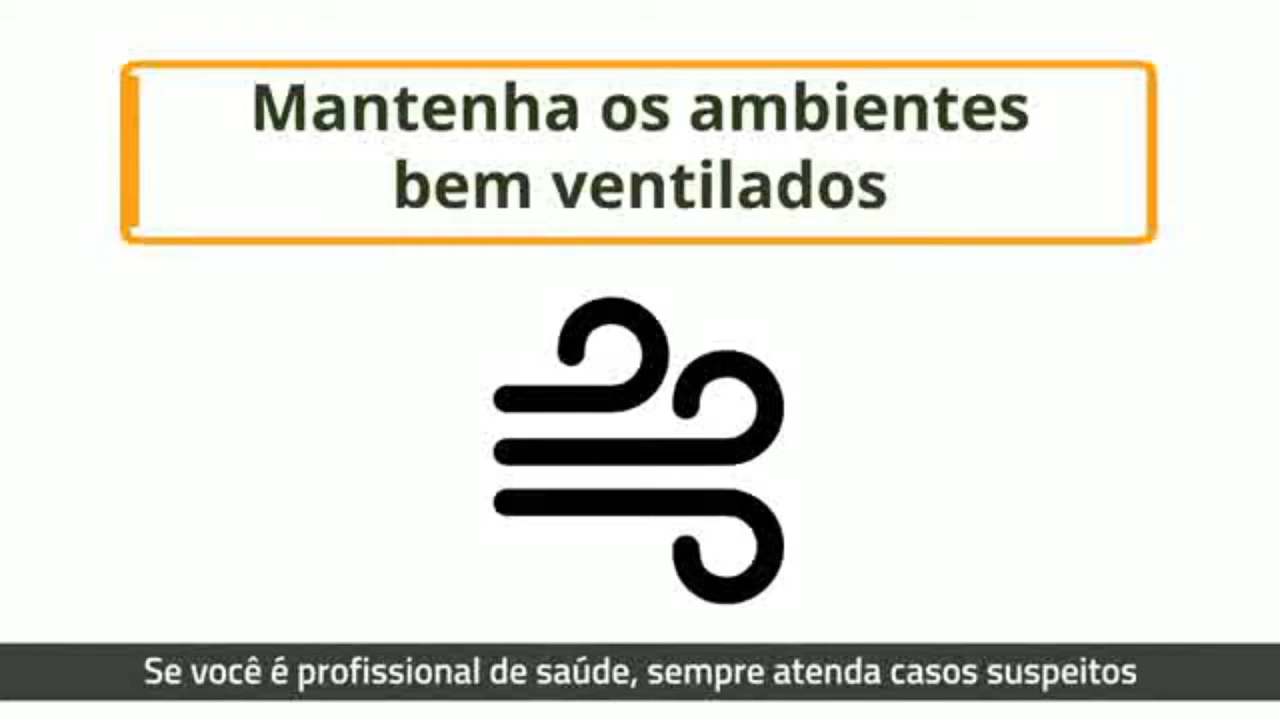 Mantenha os ambientes
bem ventilados
Se você é profissional de saúde, sempre atenda casos suspeitos